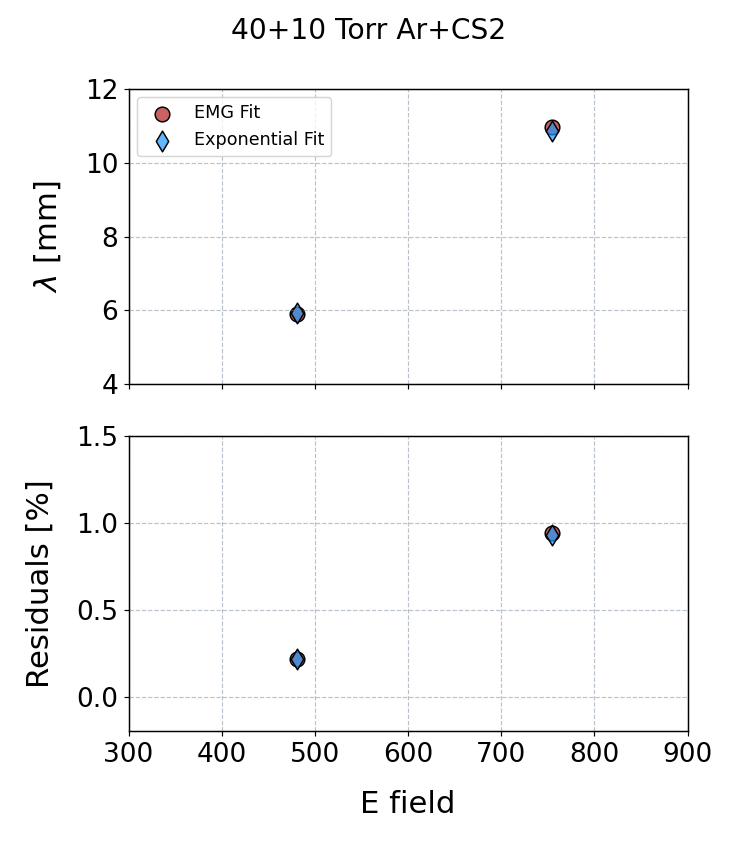 40+10 Torr Ar+CS2
12
10
8
6
4
λ [mm]
EMG Fit
Exponential Fit
1.5
1.0
0.5
0.0
Residuals [%]
300 400 500 600 700 800 900
E field